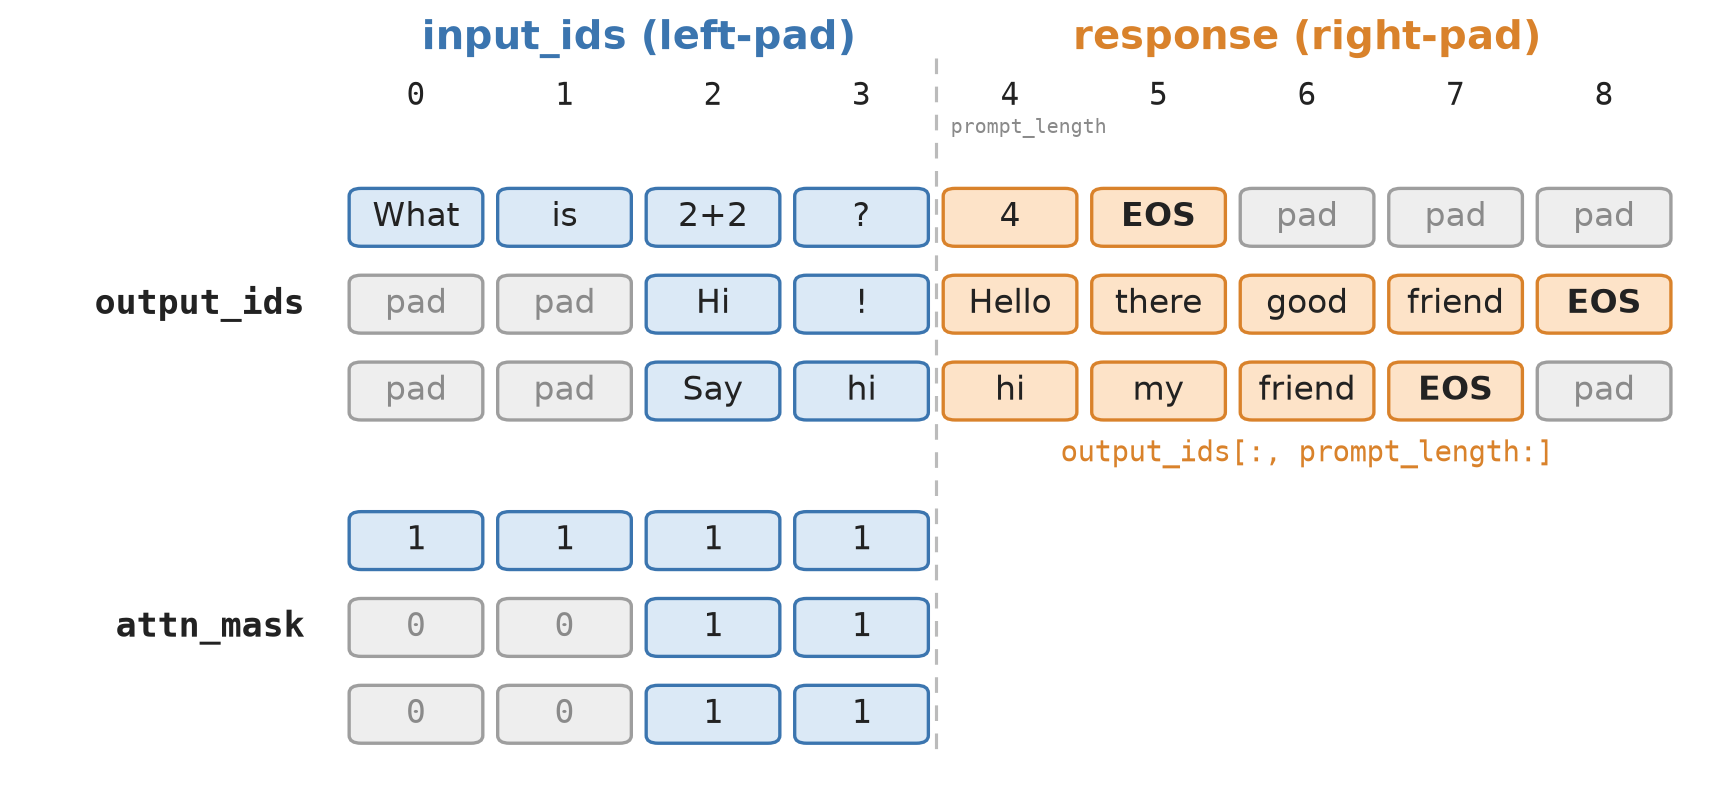 input_ids (left-pad) response (right-pad)
0 1 2 3 4 5 6 7 8
prompt_length
What is 2+2 ? 4 EOS pad pad pad
output_ids pad pad Hi ! Hello there good friend EOS
pad pad Say hi hi my friend EOS pad
output_ids[:, prompt_length:]
1 1 1 1
attn_mask 0 0 1 1
0 0 1 1